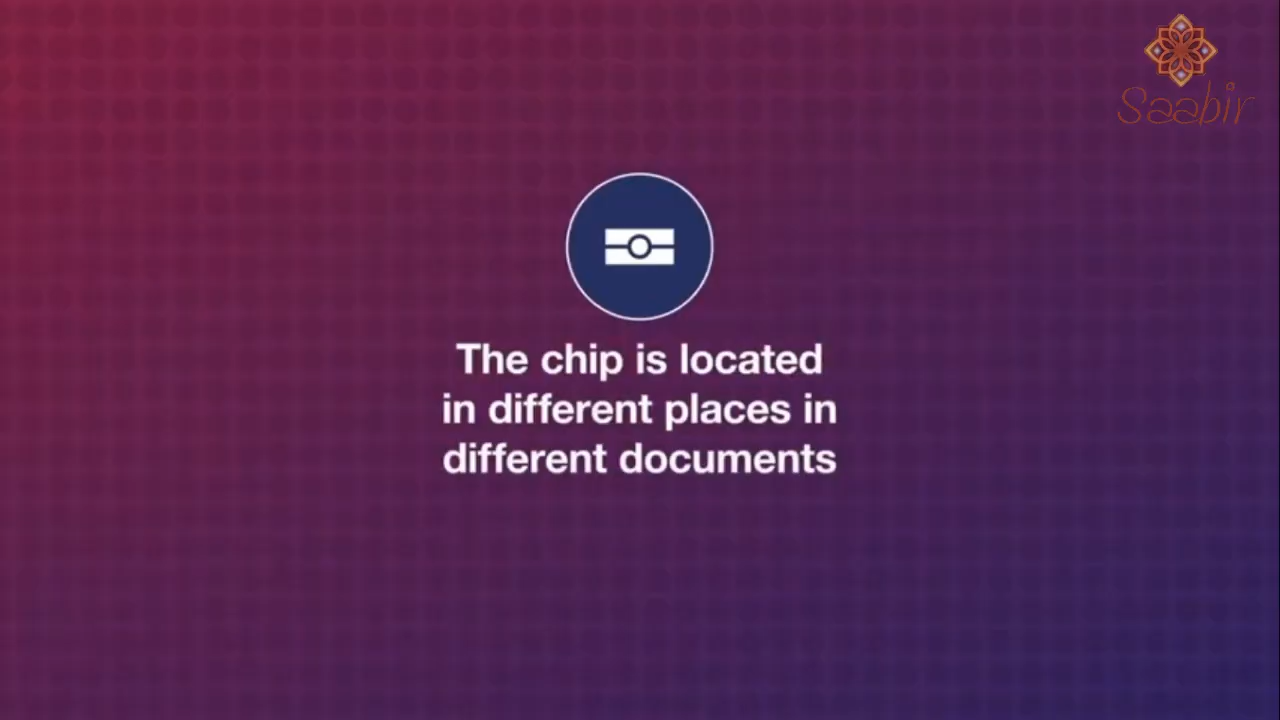 Saabir
The chip is located
in different places in
different documents